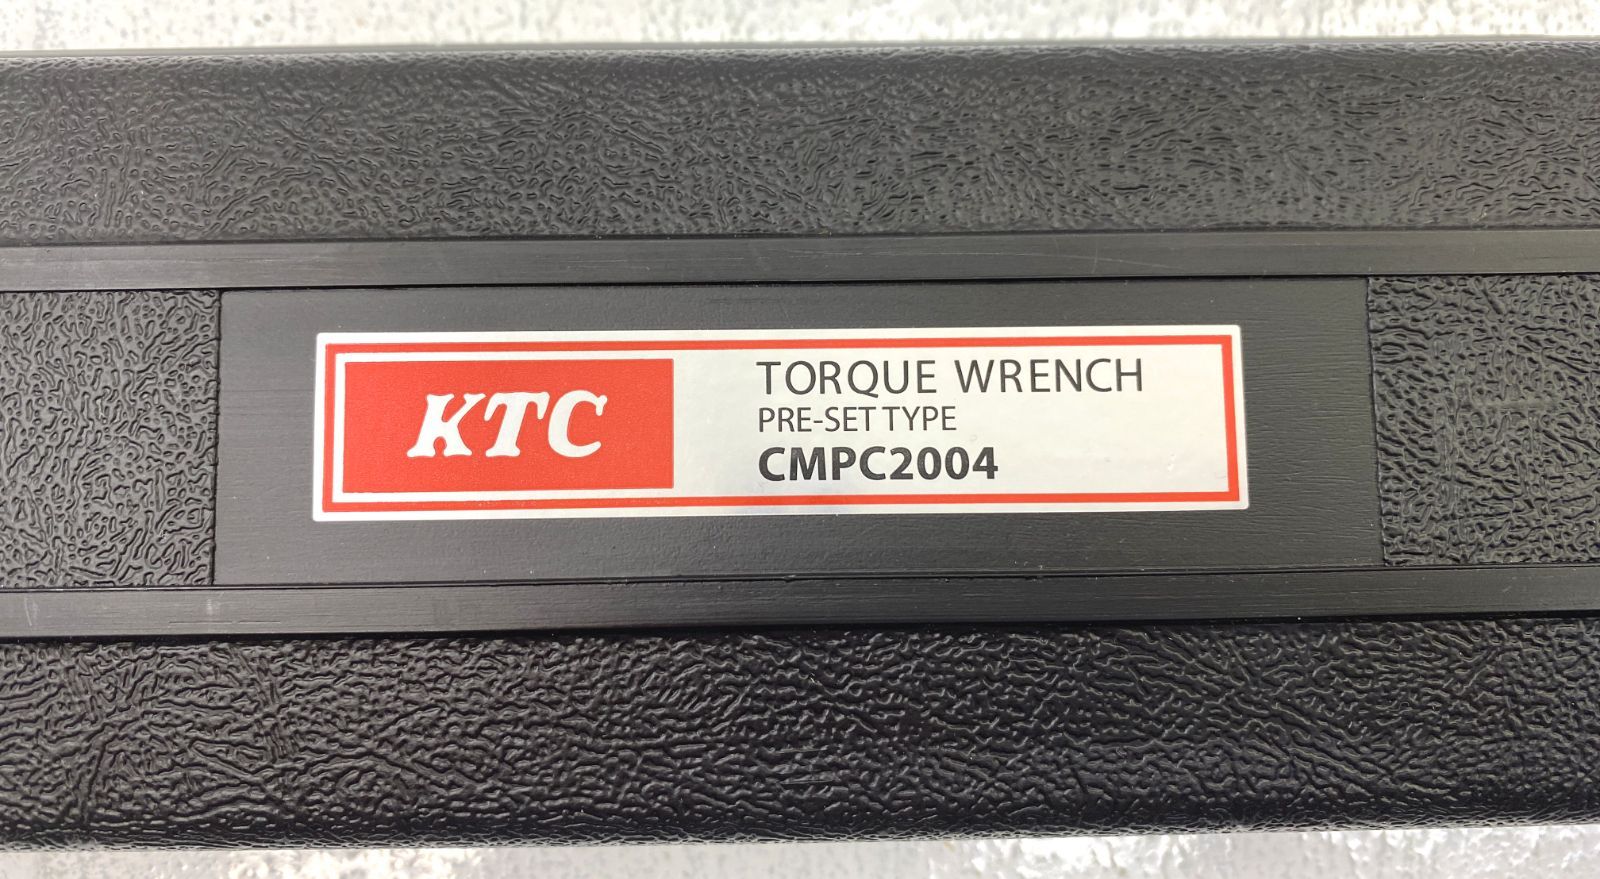 KTC
TORQUE WRENCH
PRE-SET TYPE
CMPC2004